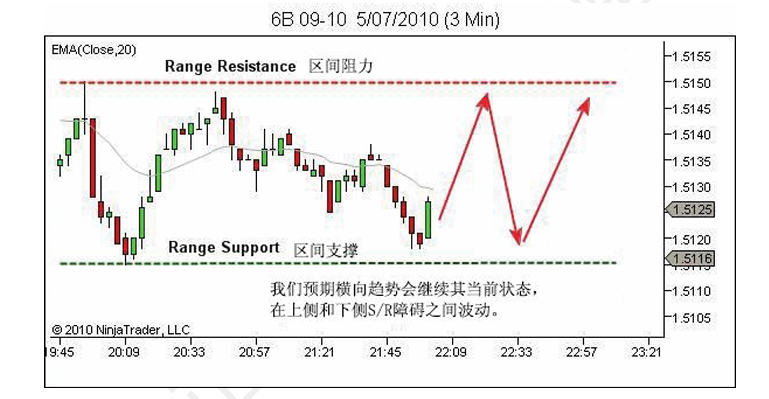 6B 09-10  5/07/2010 (3 Min)
EMA(Close,20)
Range Resistance 区间阻力
1.5155
1.5150
1.5145
1.5140
1.5135
1.5130
1.5125
1.5120
1.5116
1.5110
1.5105
Range Support 区间支撑
我们预期横向趋势会继续其当前状态，
在上侧和下侧S/R障碍之间波动。
© 2010 NinjaTrader, LLC
19:45 20:09 20:33 20:57 21:21 21:45 22:09 22:33 22:57 23:21